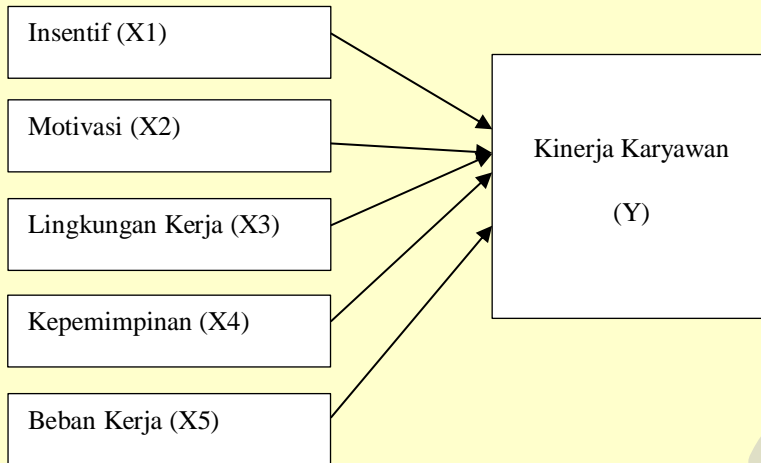 Insentif (X1)
Motivasi (X2)
Kinerja Karyawan
(Y)
Lingkungan Kerja (X3)
Kepemimpinan (X4)
Beban Kerja (X5)